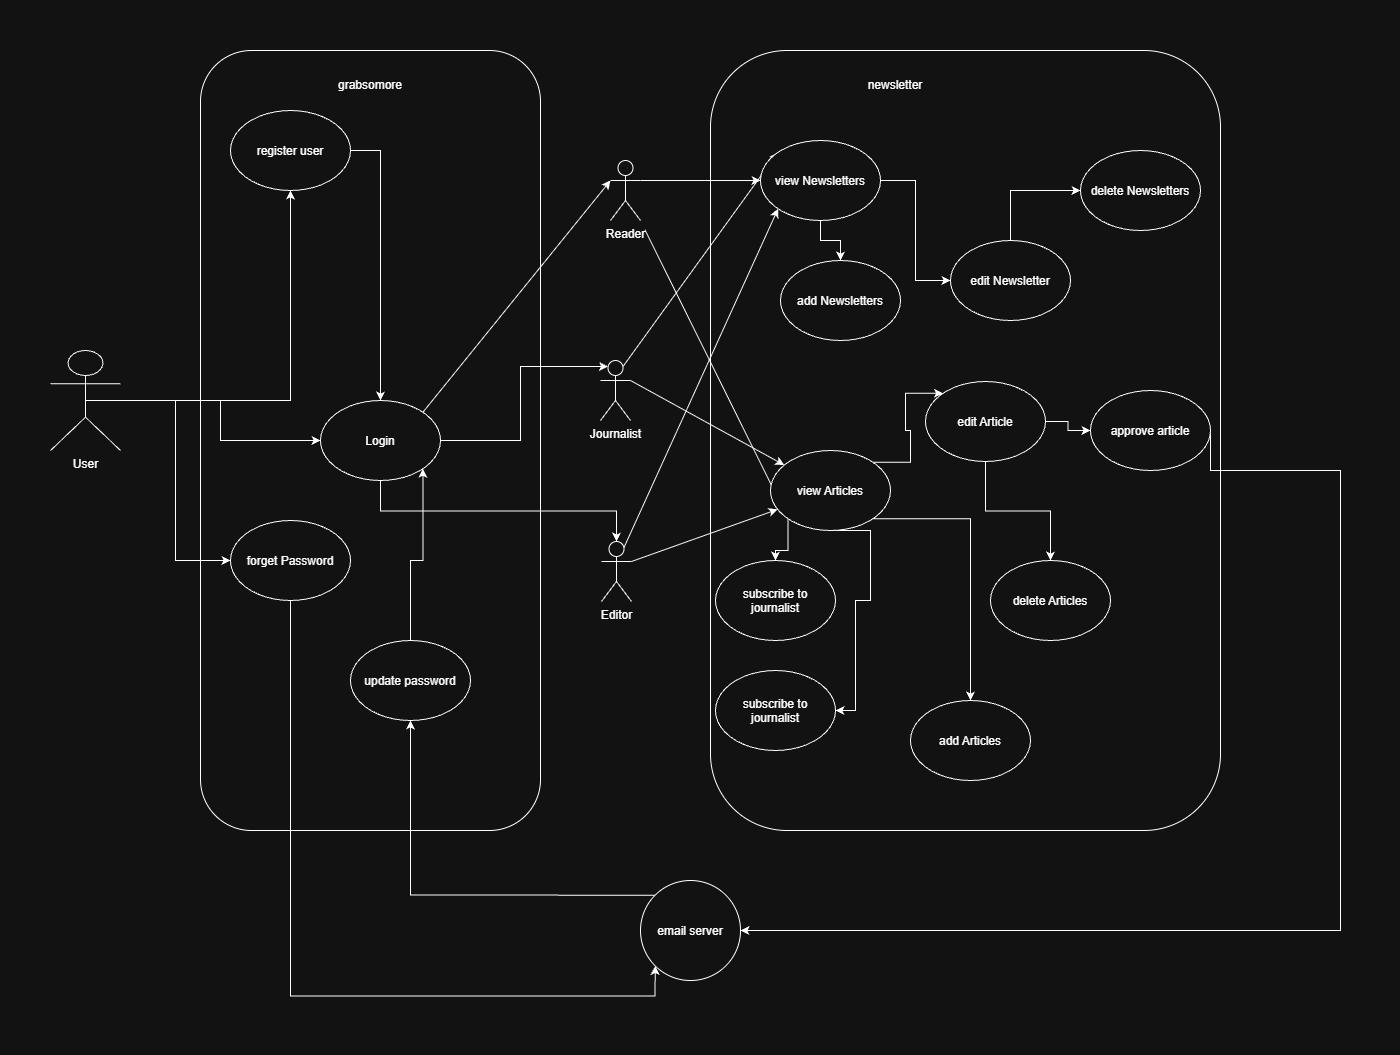 grabsomore
newsletter
register user
Reader
view Newsletters
delete Newsletters
add Newsletters
edit Newsletter
User
Login
Journalist
edit Article
approve article
view Articles
forget Password
Editor
subscribe to
journalist
delete Articles
update password
subscribe to
journalist
add Articles
email server